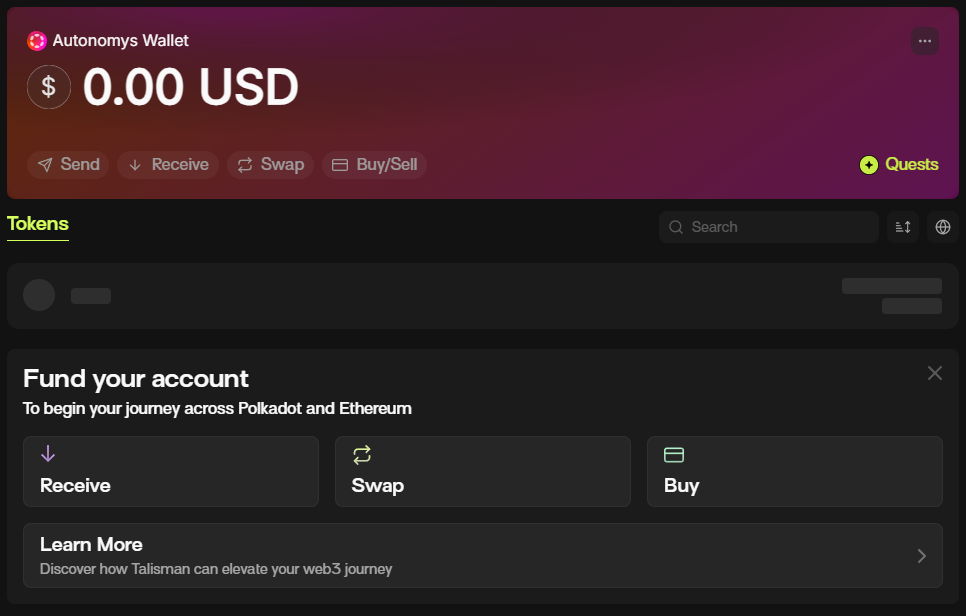 Autonomys Wallet
$ 0.00 USD
Send Receive Swap Buy/Sell Quests
Tokens Search
Fund your account
To begin your journey across Polkadot and Ethereum
Receive Swap Buy
Learn More
Discover how Talisman can elevate your web3 journey